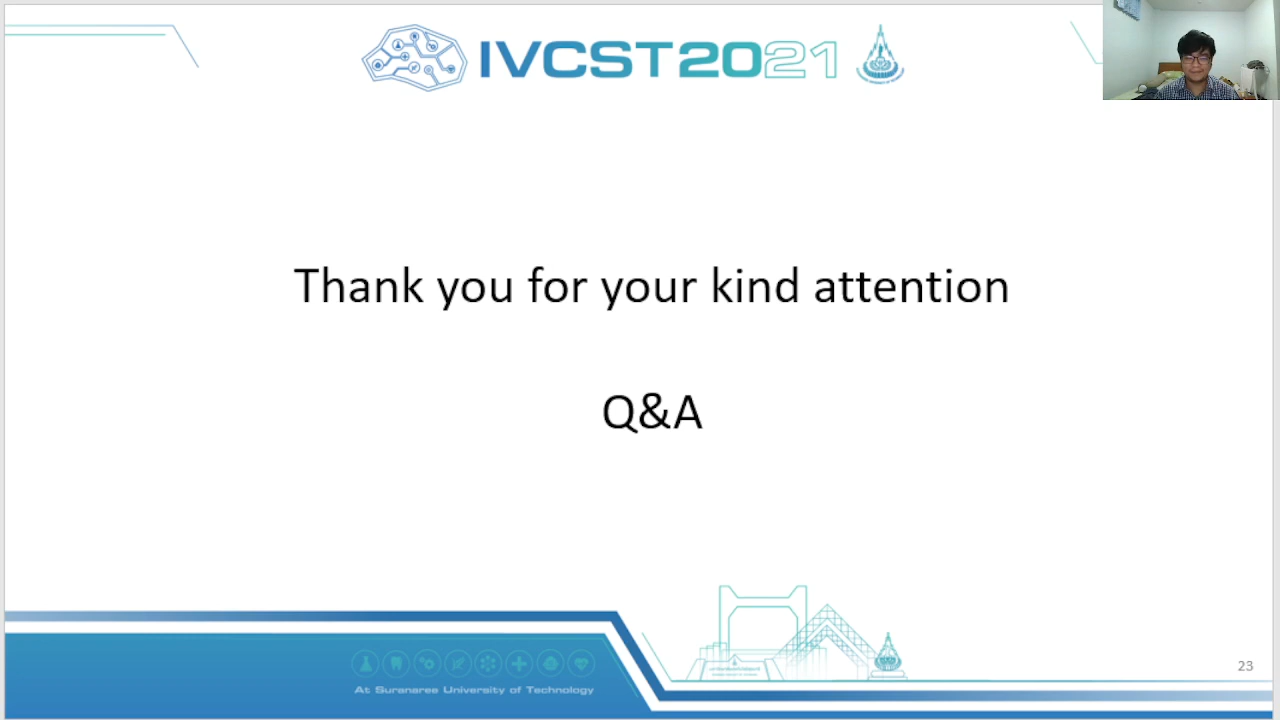 IVCST2021
Thank you for your kind attention
Q&A
At Suranaree University of Technology
23